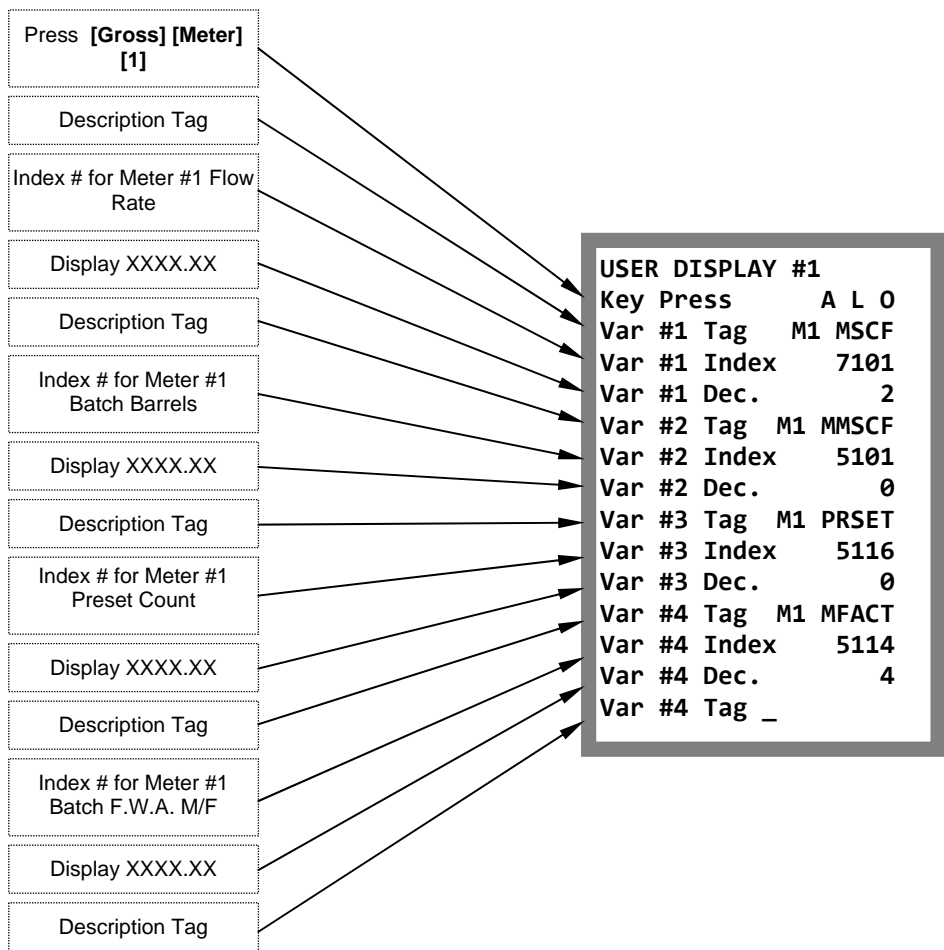 Press [Gross] [Meter]
[1]
Description Tag
Index # for Meter #1 Flow
Rate
Display XXXX.XX
Description Tag
Index # for Meter #1
Batch Barrels
Display XXXX.XX
Description Tag
Index # for Meter #1
Preset Count
Display XXXX.XX
Description Tag
Index # for Meter #1
Batch F.W.A. M/F
Display XXXX.XX
Description Tag
USER DISPLAY #1
Key Press A L O
Var #1 Tag M1 MSCF
Var #1 Index 7101
Var #1 Dec. 2
Var #2 Tag M1 MMSCF
Var #2 Index 5101
Var #2 Dec. 0
Var #3 Tag M1 PRSET
Var #3 Index 5116
Var #3 Dec. 0
Var #4 Tag M1 MFACT
Var #4 Index 5114
Var #4 Dec. 4
Var #4 Tag _